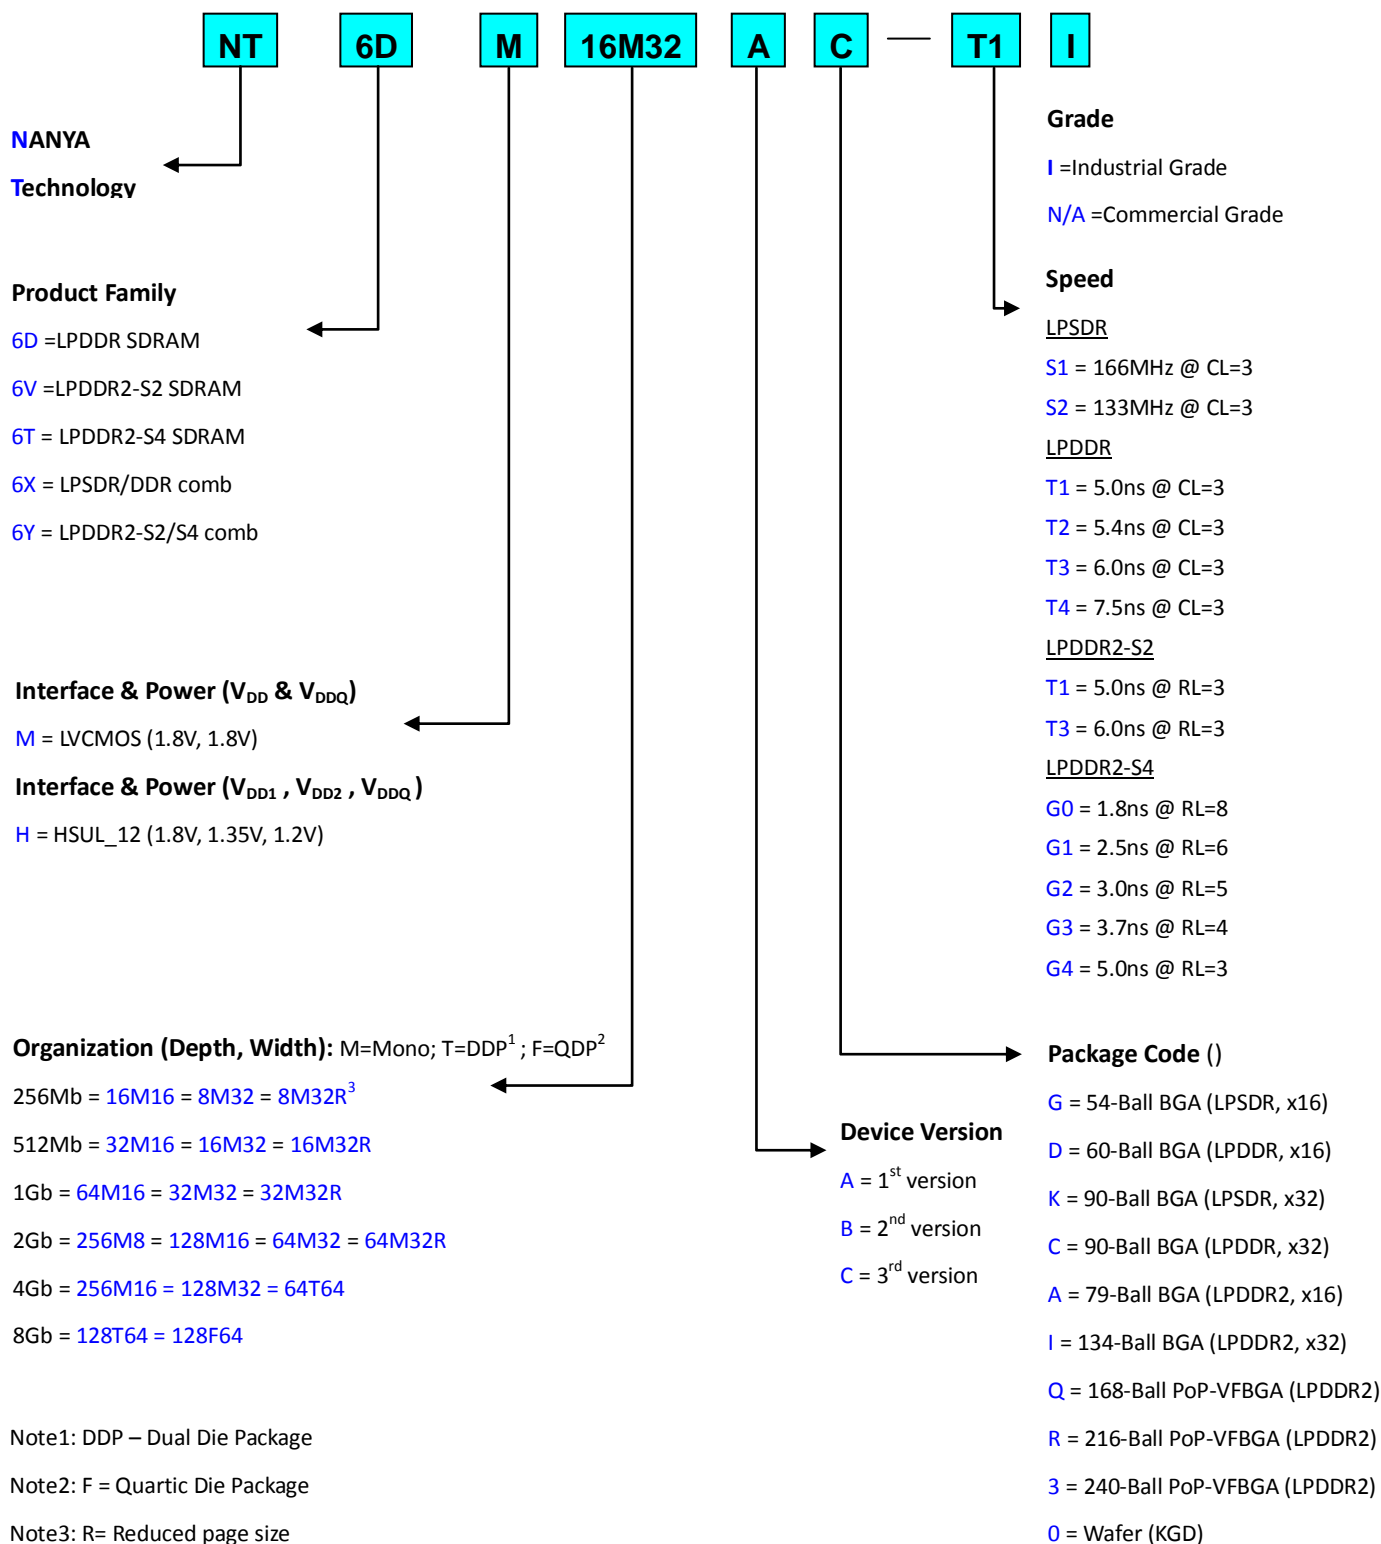 NT 6D M 16M32 A C — T1 I
NANYA
Technology
Product Family
6D =LPDDR SDRAM
6V =LPDDR2-S2 SDRAM
6T = LPDDR2-S4 SDRAM
6X = LPSDR/DDR comb
6Y = LPDDR2-S2/S4 comb
Interface & Power (VDD & VDDQ)
M = LVCMOS (1.8V, 1.8V)
Interface & Power (VDD1 , VDD2 , VDDQ )
H = HSUL_12 (1.8V, 1.35V, 1.2V)
Organization (Depth, Width): M=Mono; T=DDP1 ; F=QDP2
256Mb = 16M16 = 8M32 = 8M32R3
512Mb = 32M16 = 16M32 = 16M32R
1Gb = 64M16 = 32M32 = 32M32R
2Gb = 256M8 = 128M16 = 64M32 = 64M32R
4Gb = 256M16 = 128M32 = 64T64
8Gb = 128T64 = 128F64
Note1: DDP – Dual Die Package
Note2: F = Quartic Die Package
Note3: R= Reduced page size
Device Version
A = 1st version
B = 2nd version
C = 3rd version
Grade
I =Industrial Grade
N/A =Commercial Grade
Speed
LPSDR
S1 = 166MHz @ CL=3
S2 = 133MHz @ CL=3
LPDDR
T1 = 5.0ns @ CL=3
T2 = 5.4ns @ CL=3
T3 = 6.0ns @ CL=3
T4 = 7.5ns @ CL=3
LPDDR2-S2
T1 = 5.0ns @ RL=3
T3 = 6.0ns @ RL=3
LPDDR2-S4
G0 = 1.8ns @ RL=8
G1 = 2.5ns @ RL=6
G2 = 3.0ns @ RL=5
G3 = 3.7ns @ RL=4
G4 = 5.0ns @ RL=3
Package Code ()
G = 54-Ball BGA (LPSDR, x16)
D = 60-Ball BGA (LPDDR, x16)
K = 90-Ball BGA (LPSDR, x32)
C = 90-Ball BGA (LPDDR, x32)
A = 79-Ball BGA (LPDDR2, x16)
I = 134-Ball BGA (LPDDR2, x32)
Q = 168-Ball PoP-VFBGA (LPDDR2)
R = 216-Ball PoP-VFBGA (LPDDR2)
3 = 240-Ball PoP-VFBGA (LPDDR2)
0 = Wafer (KGD)